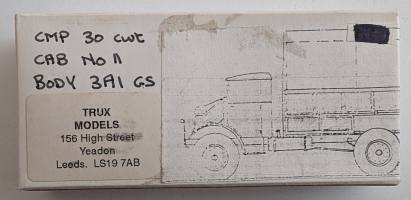 CMP 30 cwt
CAB No 11
BODY 3A1 GS
TRUX
MODELS
156 High Street
Yeadon
Leeds. LS19 7AB